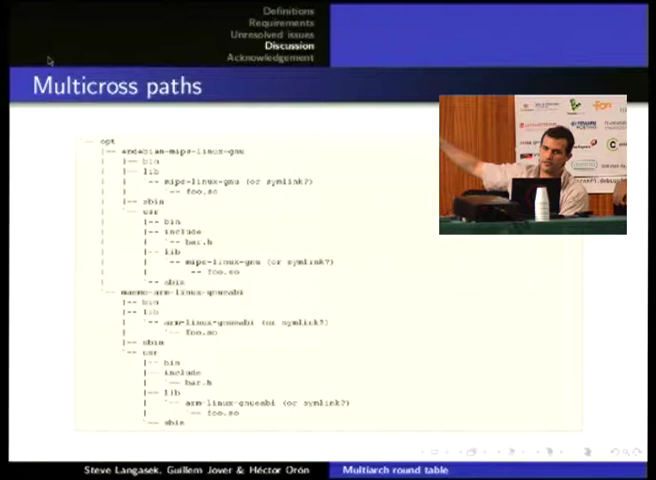 Definitions
Requirements
Unresolved issues
Discussion
Acknowledgement
Multicross paths
opt
|-- emdebian-mips-linux-gnu
| |-- bin
| |-- lib
| `-- mips-linux-gnu (or symlink?)
| `-- foo.so
| |-- sbin
| `-- usr
| |-- bin
| |-- include
| | `-- bar.h
| |-- lib
| | `-- mips-linux-gnu (or symlink?)
| | `-- foo.so
| `-- sbin
`-- maemo-arm-linux-gnueabi
|-- bin
|-- lib
| `-- arm-linux-gnueabi (or symlink?)
| `-- foo.so
|-- sbin
`-- usr
|-- bin
|-- include
| `-- bar.h
|-- lib
| `-- arm-linux-gnueabi (or symlink?)
| `-- foo.so
`-- sbin
fon
Steve Langasek, Guillem Jover & Héctor Orón
Multiarch round table